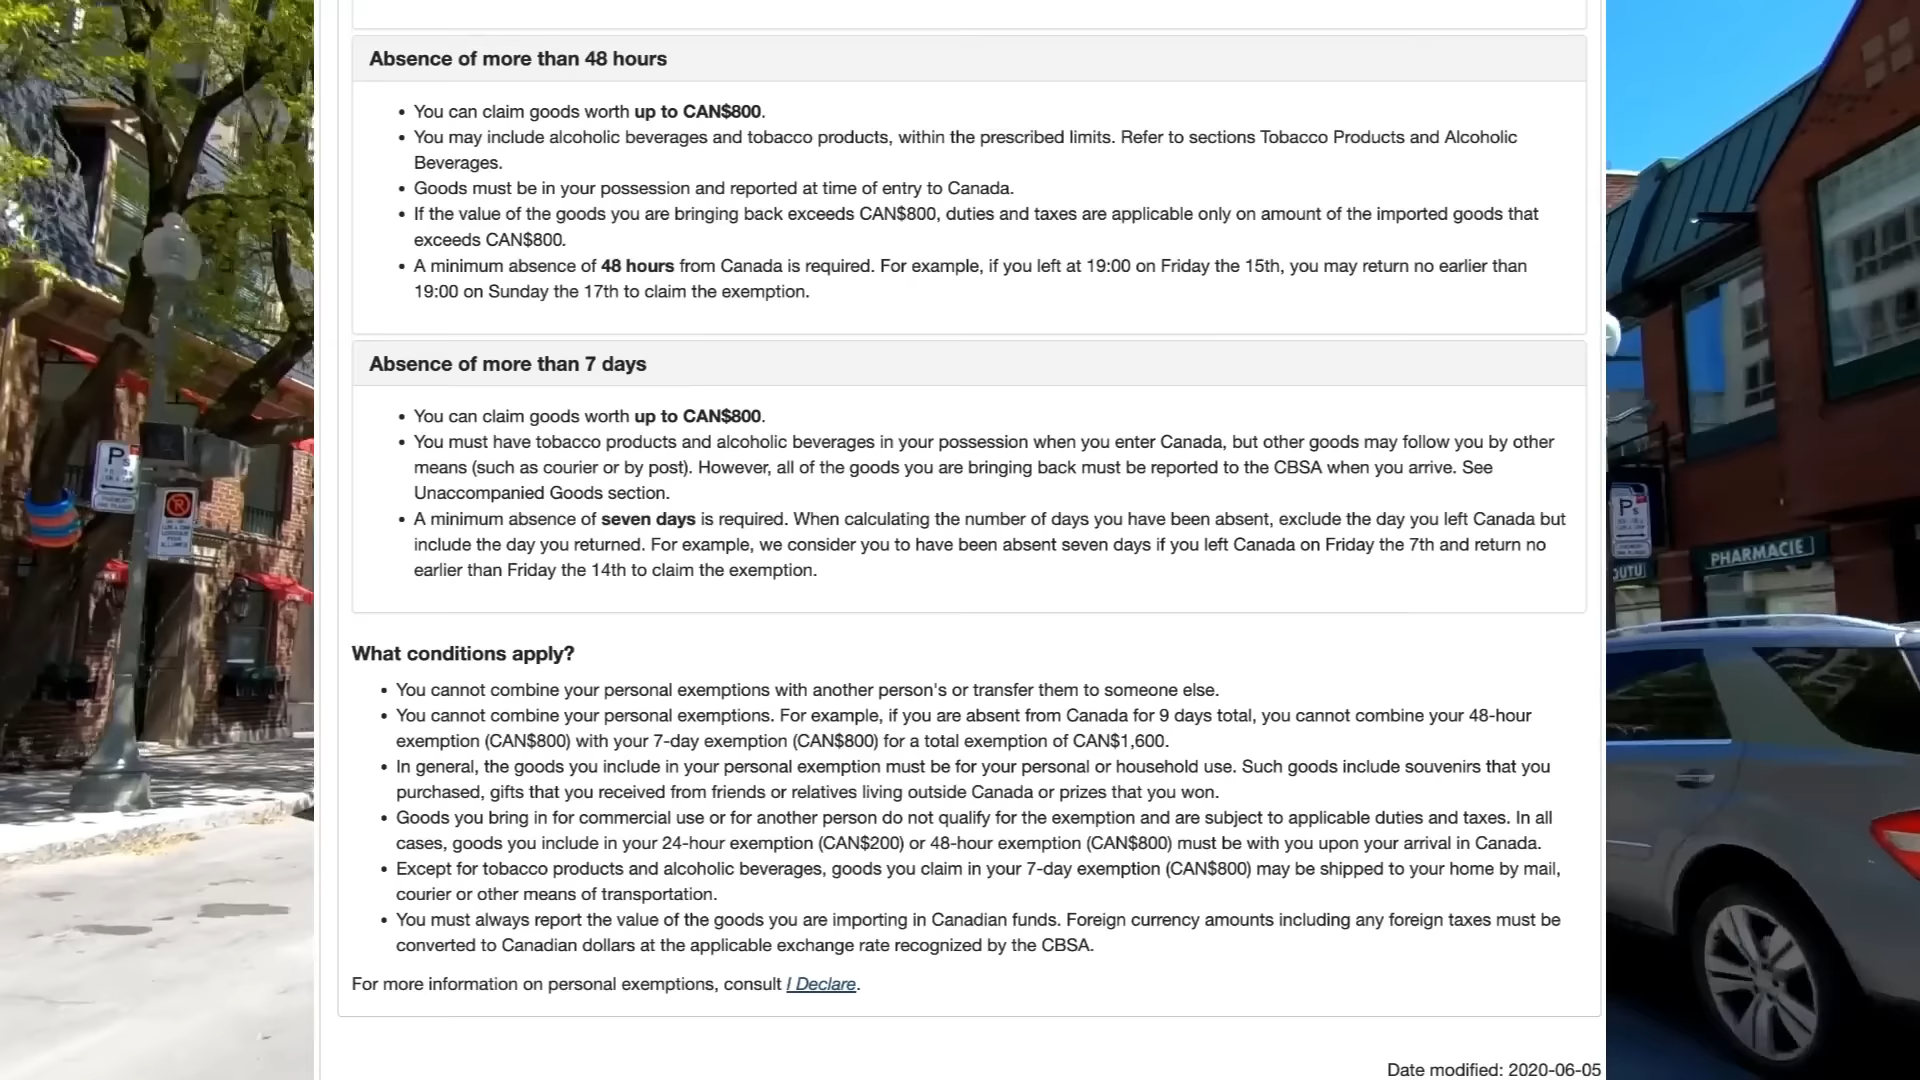 Absence of more than 48 hours
• You can claim goods worth up to CAN$800.
• You may include alcoholic beverages and tobacco products, within the prescribed limits. Refer to sections Tobacco Products and Alcoholic
Beverages.
• Goods must be in your possession and reported at time of entry to Canada.
• If the value of the goods you are bringing back exceeds CAN$800, duties and taxes are applicable only on amount of the imported goods that
exceeds CAN$800.
• A minimum absence of 48 hours from Canada is required. For example, if you left at 19:00 on Friday the 15th, you may return no earlier than
19:00 on Sunday the 17th to claim the exemption.
Absence of more than 7 days
• You can claim goods worth up to CAN$800.
• You must have tobacco products and alcoholic beverages in your possession when you enter Canada, but other goods may follow you by other
means (such as courier or by post). However, all of the goods you are bringing back must be reported to the CBSA when you arrive. See
Unaccompanied Goods section.
• A minimum absence of seven days is required. When calculating the number of days you have been absent, exclude the day you left Canada but
include the day you returned. For example, we consider you to have been absent seven days if you left Canada on Friday the 7th and return no
earlier than Friday the 14th to claim the exemption.
What conditions apply?
• You cannot combine your personal exemptions with another person's or transfer them to someone else.
• You cannot combine your personal exemptions. For example, if you are absent from Canada for 9 days total, you cannot combine your 48-hour
exemption (CAN$800) with your 7-day exemption (CAN$800) for a total exemption of CAN$1,600.
• In general, the goods you include in your personal exemption must be for your personal or household use. Such goods include souvenirs that you
purchased, gifts that you received from friends or relatives living outside Canada or prizes that you won.
• Goods you bring in for commercial use or for another person do not qualify for the exemption and are subject to applicable duties and taxes. In all
cases, goods you include in your 24-hour exemption (CAN$200) or 48-hour exemption (CAN$800) must be with you upon your arrival in Canada.
• Except for tobacco products and alcoholic beverages, goods you claim in your 7-day exemption (CAN$800) may be shipped to your home by mail,
courier or other means of transportation.
• You must always report the value of the goods you are importing in Canadian funds. Foreign currency amounts including any foreign taxes must be
converted to Canadian dollars at the applicable exchange rate recognized by the CBSA.
For more information on personal exemptions, consult I Declare.
Date modified: 2020-06-05
P
P
P
PHARMACIE